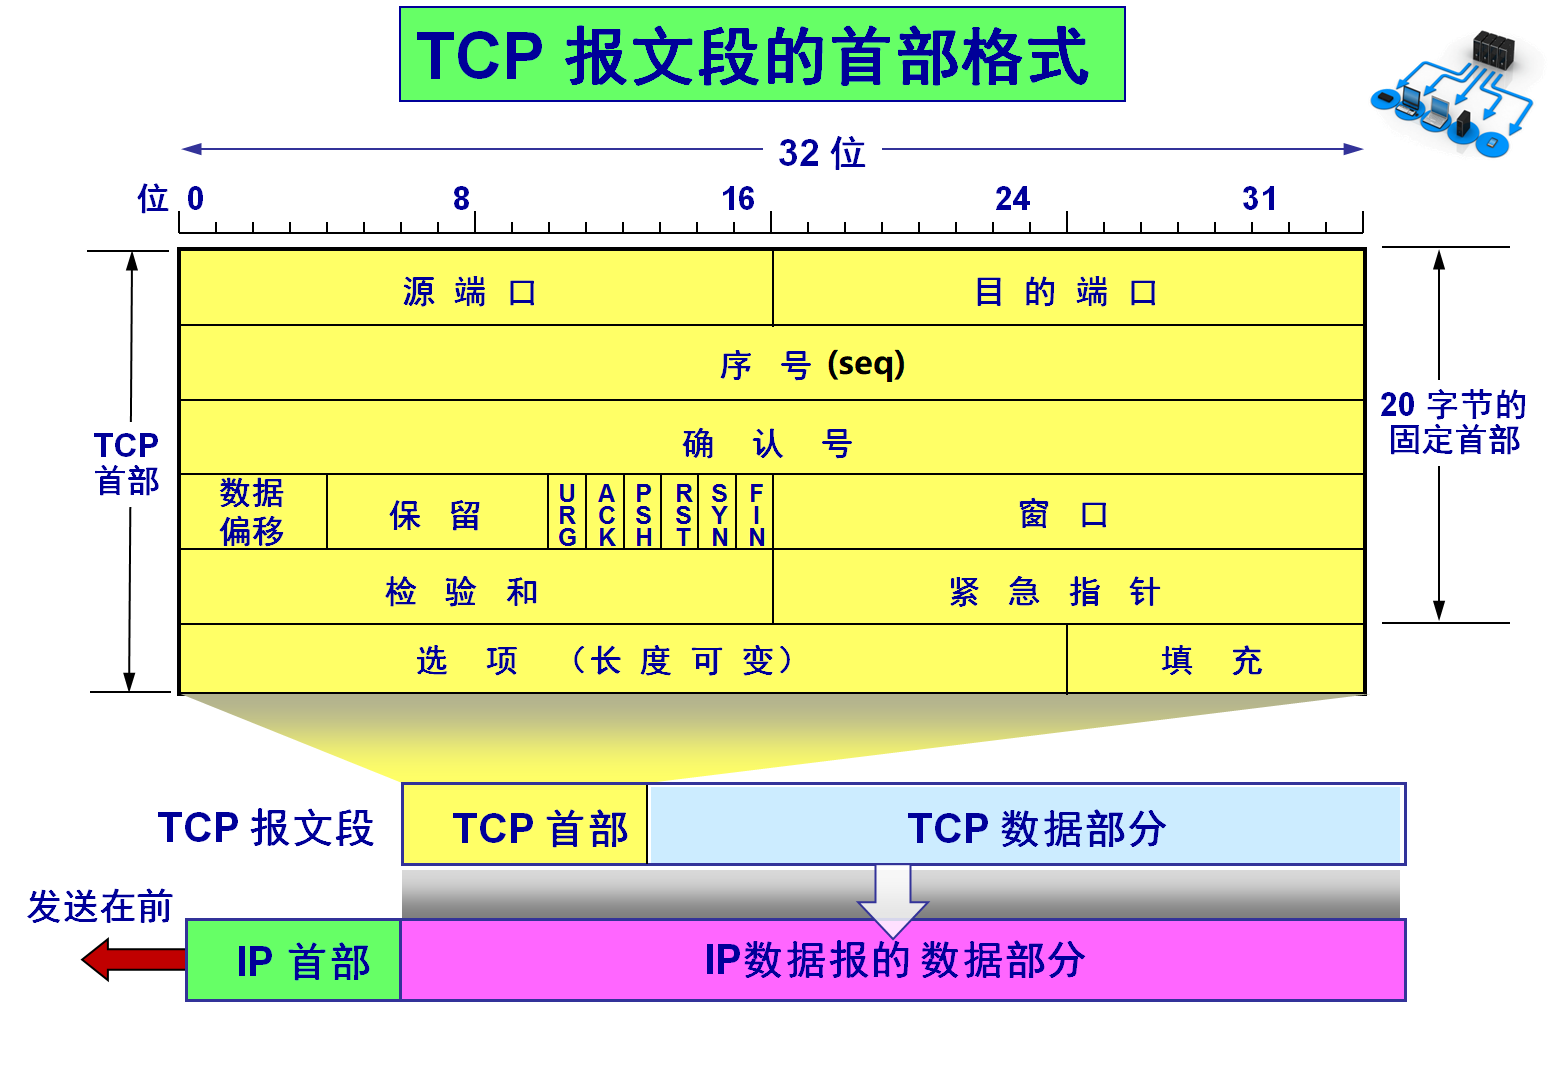 TCP 报文段的首部格式
32 位
位 0 8 16 24 31
源 端 口
目 的 端 口
序 号 (seq)
确 认 号
TCP
首部
20 字节的
固定首部
数据
偏移
保 留
URG
ACK
PSH
RST
SYN
FIN
窗 口
检 验 和
紧 急 指 针
选 项 （长 度 可 变）
填 充
TCP 报文段
TCP 首部
TCP 数据部分
发送在前
IP 首部
IP数据报的 数据部分